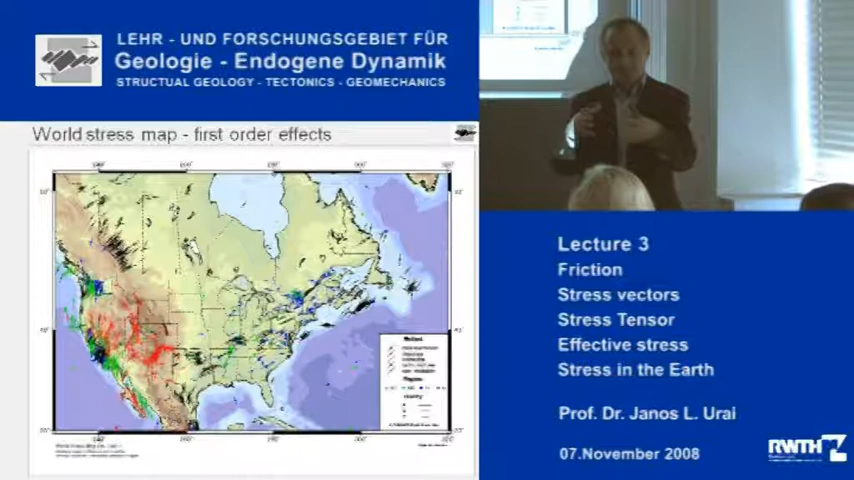 LEHR - UND FORSCHUNGSGEBIET FÜR
Geologie - Endogene Dynamik
STRUCTUAL GEOLOGY - TECTONICS - GEOMECHANICS
World stress map - first order effects
Lecture 3
Friction
Stress vectors
Stress Tensor
Effective stress
Stress in the Earth
Prof. Dr. Janos L. Urai
07.November 2008
RWTH